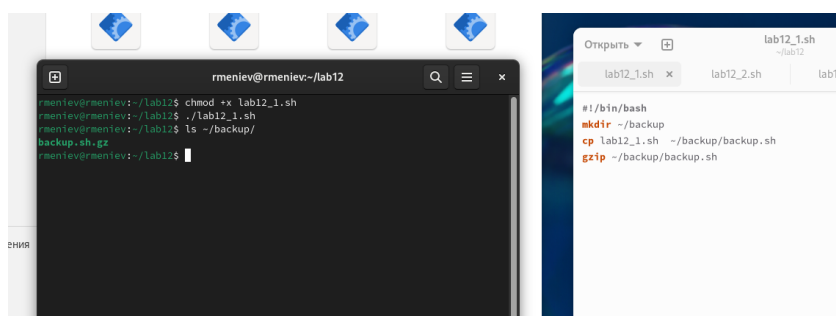 rmeniev@rmeniev:~/lab12
rmeniev@rmeniev:~/lab12$ chmod +x lab12_1.sh
rmeniev@rmeniev:~/lab12$ ./lab12_1.sh
rmeniev@rmeniev:~/lab12$ ls ~/backup/
backup.sh.gz
rmeniev@rmeniev:~/lab12$
ения
Открыть
lab12_1.sh
~/lab12
lab12_1.sh
lab12_2.sh
lab1
#!/bin/bash
mkdir ~/backup
cp lab12_1.sh  ~/backup/backup.sh
gzip ~/backup/backup.sh